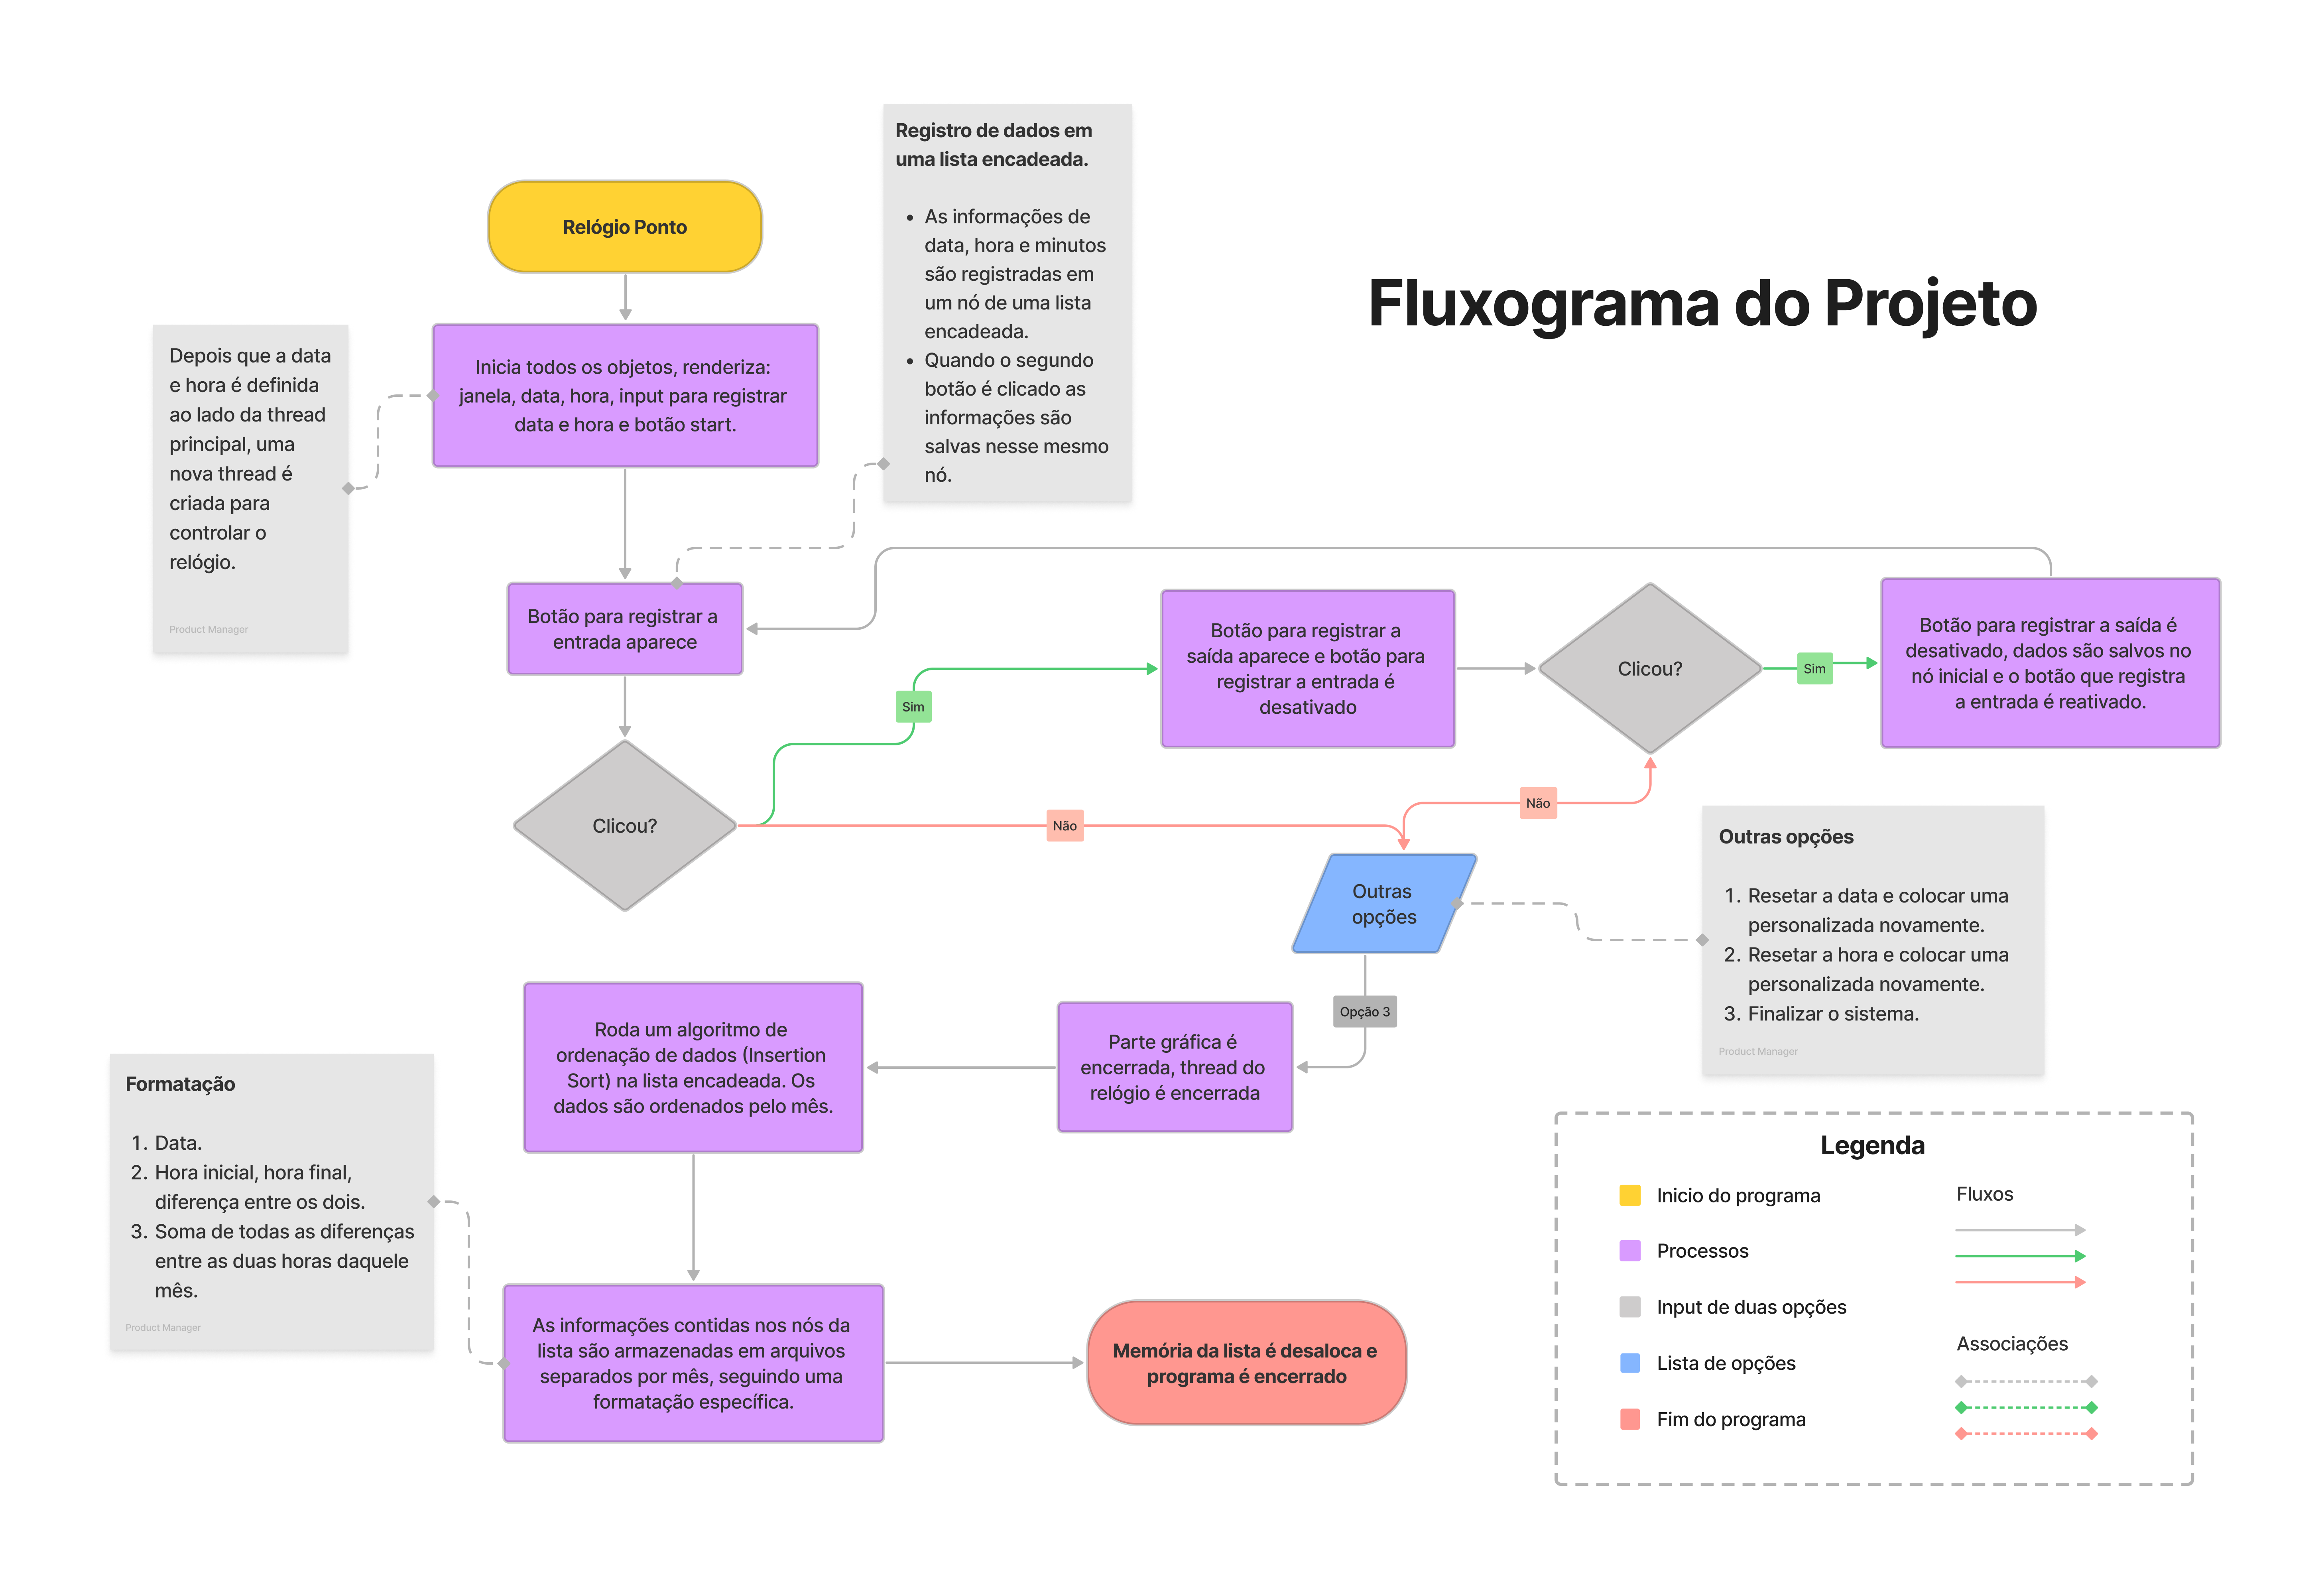 Fluxograma do Projeto
Relógio Ponto
Inicia todos os objetos, renderiza:
janela, data, hora, input para registrar
data e hora e botão start.
Depois que a data
e hora é definida
ao lado da thread
principal, uma
nova thread é
criada para
controlar o
relógio.
Product Manager
Registro de dados em
uma lista encadeada.
• As informações de
data, hora e minutos
são registradas em
um nó de uma lista
encadeada.
• Quando o segundo
botão é clicado as
informações são
salvas nesse mesmo
nó.
Botão para registrar a
entrada aparece
Clicou?
Sim
Não
Botão para registrar a
saída aparece e botão para
registrar a entrada é
desativado
Clicou?
Sim
Não
Botão para registrar a saída é
desativado, dados são salvos no
nó inicial e o botão que registra
a entrada é reativado.
Outras
opções
Outras opções
1. Resetar a data e colocar uma
personalizada novamente.
2. Resetar a hora e colocar uma
personalizada novamente.
3. Finalizar o sistema.
Product Manager
Opção 3
Parte gráfica é
encerrada, thread do
relógio é encerrada
Roda um algoritmo de
ordenação de dados (Insertion
Sort) na lista encadeada. Os
dados são ordenados pelo mês.
Formatação
1. Data.
2. Hora inicial, hora final,
diferença entre os dois.
3. Soma de todas as diferenças
entre as duas horas daquele
mês.
Product Manager
As informações contidas nos nós da
lista são armazenadas em arquivos
separados por mês, seguindo uma
formatação específica.
Memória da lista é desaloca e
programa é encerrado
Legenda
Inicio do programa
Processos
Input de duas opções
Lista de opções
Fim do programa
Fluxos
Associações